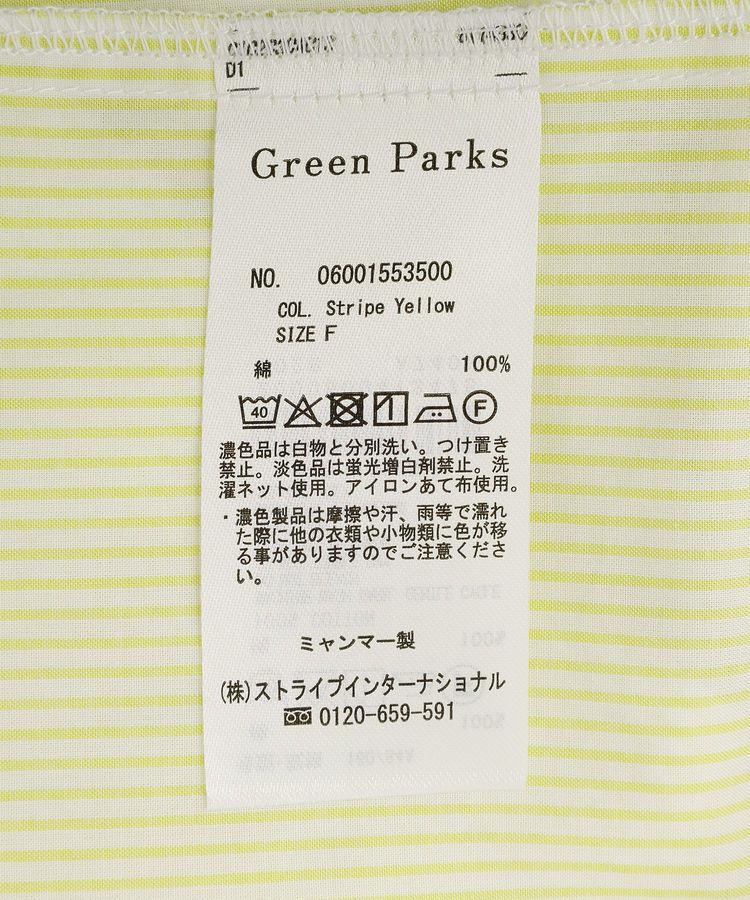 D1
Green Parks
NO. 06001553500
COL. Stripe Yellow
SIZE F
綿 100%
40 F
濃色品は白物と分別洗い。つけ置き
禁止。淡色品は蛍光増白剤禁止。洗
濯ネット使用。アイロンあて布使用。
・濃色製品は摩擦や汗、雨等で濡れ
た際に他の衣類や小物類に色が移
る事がありますのでご注意くださ
い。
ミャンマー製
(株)ストライプインターナショナル
0120-659-591